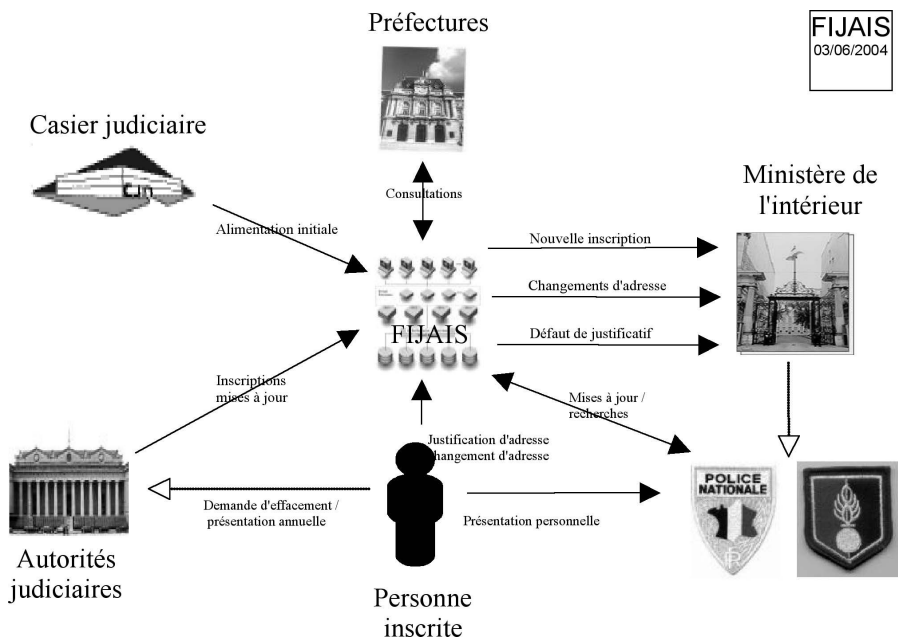 Préfectures
FIJAIS
03/06/2004
Casier judiciaire
Cjn
Consultations
Ministère de
l'intérieur
Alimentation initiale
Nouvelle inscription
Changements d'adresse
FIJAIS
Défaut de justificatif
Inscriptions
mises à jour
Mises à jour /
recherches
Justification d'adresse
changement d'adresse
POLICE
NATIONALE
RF
Demande d'effacement /
présentation annuelle
Présentation personnelle
Autorités
judiciaires
Personne
inscrite